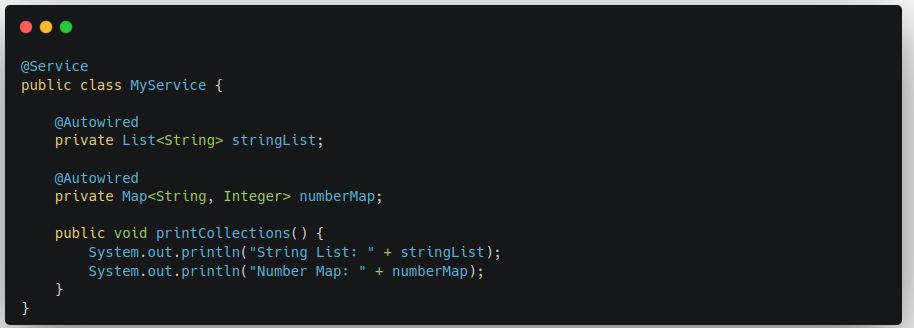 @Service
public class MyService {
    @Autowired
    private List<String> stringList;
    @Autowired
    private Map<String, Integer> numberMap;
    public void printCollections() {
        System.out.println("String List: " + stringList);
        System.out.println("Number Map: " + numberMap);
    }
}